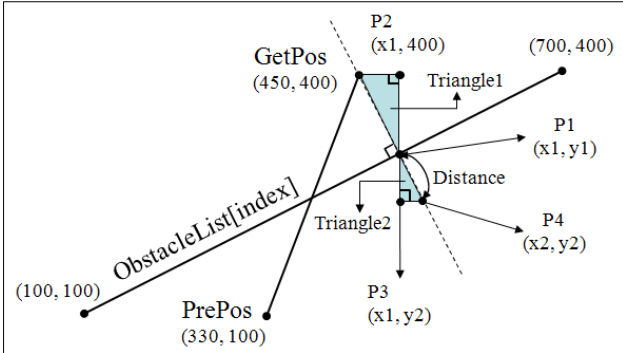 P2
(x1, 400)
GetPos
(450, 400)
(700, 400)
Triangle1
P1
(x1, y1)
Distance
Triangle2
P4
(x2, y2)
ObstacleList[index]
(100, 100)
PrePos
(330, 100)
P3
(x1, y2)